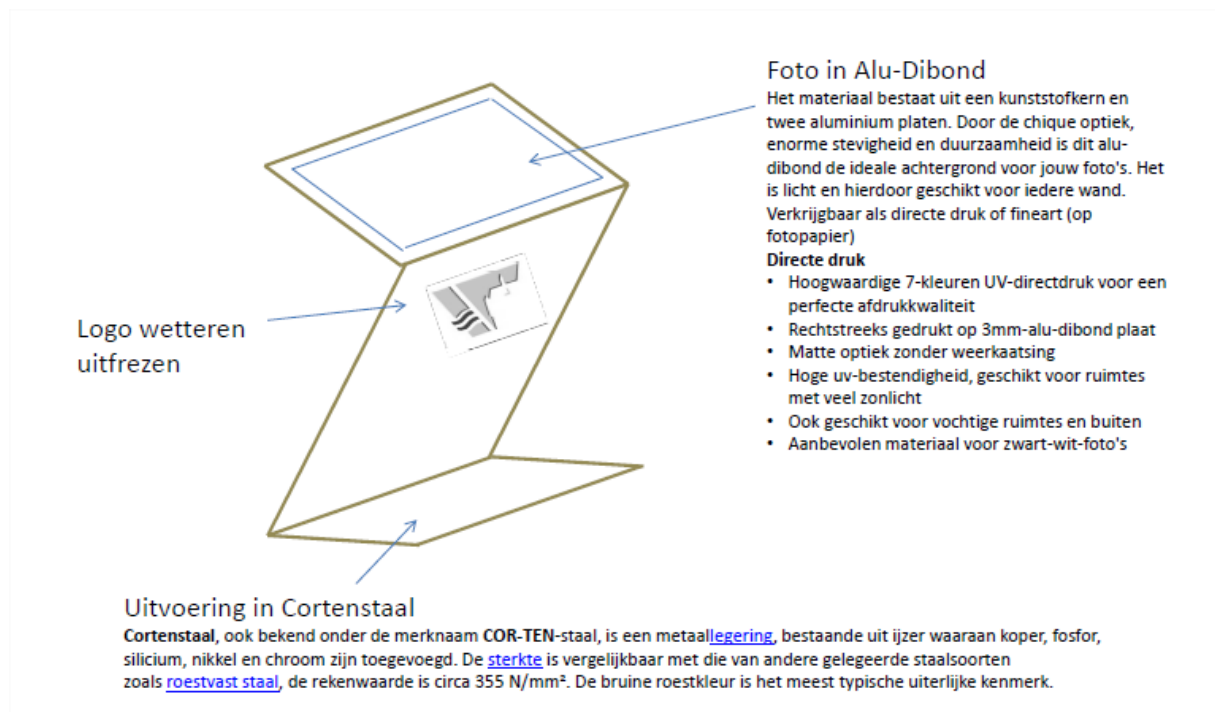 Foto in Alu-Dibond
Het materiaal bestaat uit een kunststofkern en
twee aluminium platen. Door de chique optiek,
enorme stevigheid en duurzaamheid is dit alu-
dibond de ideale achtergrond voor jouw foto's. Het
is licht en hierdoor geschikt voor iedere wand.
Verkrijgbaar als directe druk of fineart (op
fotopapier)
Directe druk
• Hoogwaardige 7-kleuren UV-directdruk voor een
perfecte afdrukkwaliteit
• Rechtstreeks gedrukt op 3mm-alu-dibond plaat
• Matte optiek zonder weerkaatsing
• Hoge uv-bestendigheid, geschikt voor ruimtes
met veel zonlicht
• Ook geschikt voor vochtige ruimtes en buiten
• Aanbevolen materiaal voor zwart-wit-foto's
Logo wetteren
uitfrezen
Uitvoering in Cortenstaal
Cortenstaal, ook bekend onder de merknaam COR-TEN-staal, is een metaallegering, bestaande uit ijzer waaraan koper, fosfor,
silicium, nikkel en chroom zijn toegevoegd. De sterkte is vergelijkbaar met die van andere gelegeerde staalsoorten
zoals roestvast staal, de rekenwaarde is circa 355 N/mm². De bruine roestkleur is het meest typische uiterlijke kenmerk.